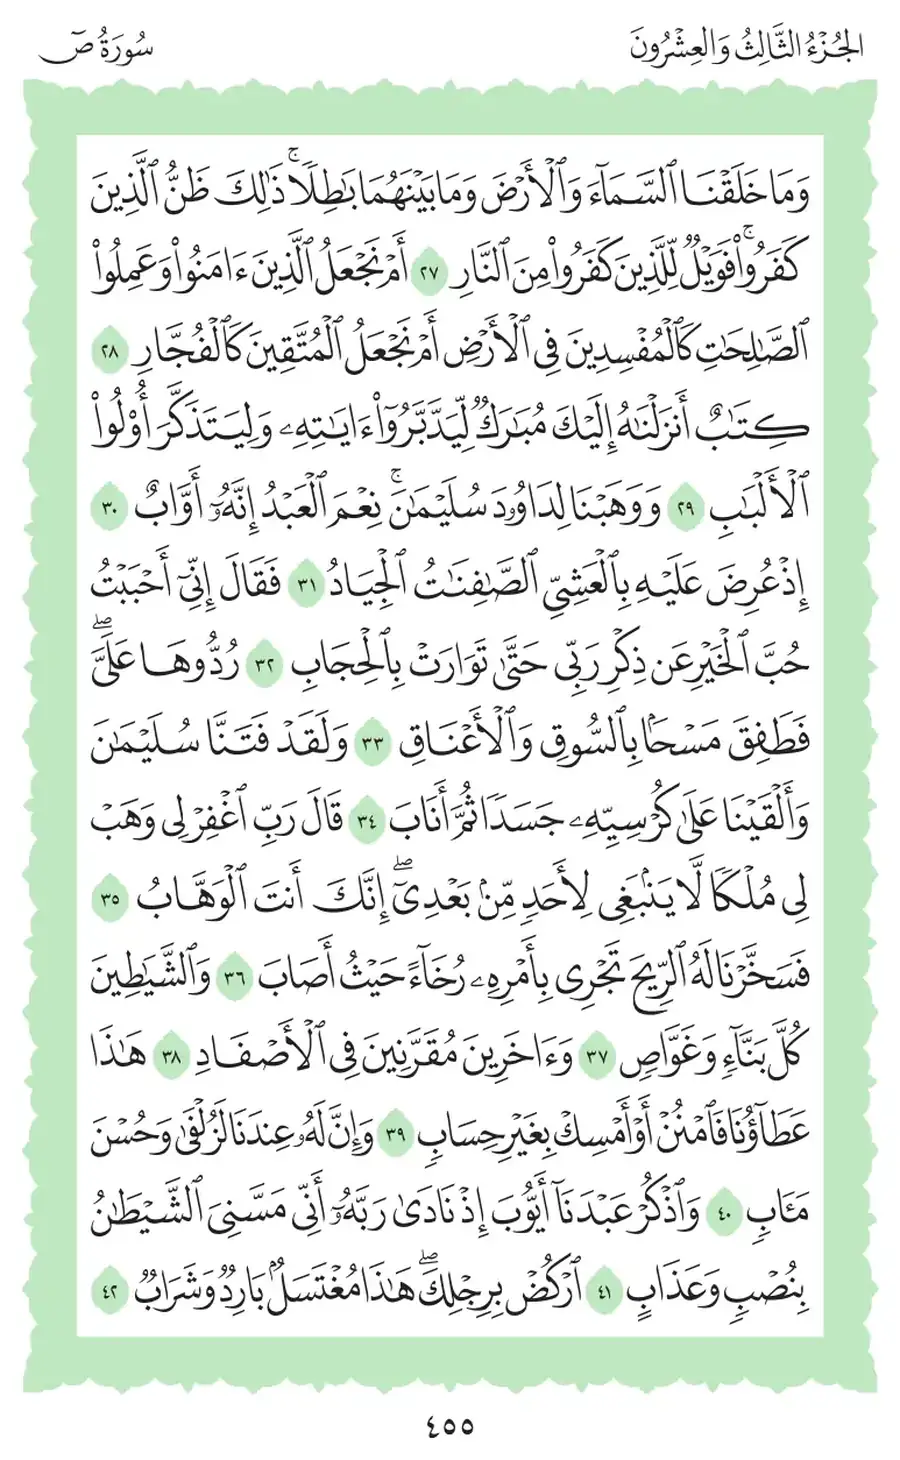 الجُزْءُ الثَّالِثُ وَالعِشْرُونَ
سُورَةُ صٓ
وَمَا خَلَقْنَا ٱلسَّمَآءَ وَٱلْأَرْضَ وَمَا بَيْنَهُمَا بَٰطِلًاۚ ذَٰلِكَ ظَنُّ ٱلَّذِينَ
كَفَرُوا۟ۚ فَوَيْلٌ لِّلَّذِينَ كَفَرُوا۟ مِنَ ٱلنَّارِ ٢٧ أَمْ نَجْعَلُ ٱلَّذِينَ ءَامَنُوا۟ وَعَمِلُوا۟
ٱلصَّٰلِحَٰتِ كَٱلْمُفْسِدِينَ فِى ٱلْأَرْضِ أَمْ نَجْعَلُ ٱلْمُتَّقِينَ كَٱلْفُجَّارِ ٢٨
كِتَٰبٌ أَنزَلْنَٰهُ إِلَيْكَ مُبَٰرَكٌ لِّيَدَّبَّرُوٓا۟ ءَايَٰتِهِۦ وَلِيَتَذَكَّرَ أُو۟لُوا۟
ٱلْأَلْبَٰبِ ٢٩ وَوَهَبْنَا لِدَاوُۥدَ سُلَيْمَٰنَۚ نِعْمَ ٱلْعَبْدُ إِنَّهُۥٓ أَوَّابٌ ٣٠
إِذْ عُرِضَ عَلَيْهِ بِٱلْعَشِىِّ ٱلصَّٰفِنَٰتُ ٱلْجِيَادُ ٣١ فَقَالَ إِنِّىٓ أَحْبَبْتُ
حُبَّ ٱلْخَيْرِ عَن ذِكْرِ رَبِّى حَتَّىٰ تَوَارَتْ بِٱلْحِجَابِ ٣٢ رُدُّوهَا عَلَىَّۖ
فَطَفِقَ مَسْحًۢا بِٱلسُّوقِ وَٱلْأَعْنَاقِ ٣٣ وَلَقَدْ فَتَنَّا سُلَيْمَٰنَ
وَأَلْقَيْنَا عَلَىٰ كُرْسِيِّهِۦ جَسَدًا ثُمَّ أَنَابَ ٣٤ قَالَ رَبِّ ٱغْفِرْ لِى وَهَبْ
لِى مُلْكًا لَّا يَنۢبَغِى لِأَحَدٍ مِّنۢ بَعْدِىٓۖ إِنَّكَ أَنتَ ٱلْوَهَّابُ ٣٥
فَسَخَّرْنَا لَهُ ٱلرِّيحَ تَجْرِى بِأَمْرِهِۦ رُخَآءً حَيْثُ أَصَابَ ٣٦ وَٱلشَّيَٰطِينَ
كُلَّ بَنَّآءٍ وَغَوَّاصٍ ٣٧ وَءَاخَرِينَ مُقَرَّنِينَ فِى ٱلْأَصْفَادِ ٣٨ هَٰذَا
عَطَآؤُنَا فَٱمْنُنْ أَوْ أَمْسِكْ بِغَيْرِ حِسَابٍ ٣٩ وَإِنَّ لَهُۥ عِندَنَا لَزُلْفَىٰ وَحُسْنَ
مَـَٔابٍ ٤٠ وَٱذْكُرْ عَبْدَنَآ أَيُّوبَ إِذْ نَادَىٰ رَبَّهُۥٓ أَنِّى مَسَّنِىَ ٱلشَّيْطَٰنُ
بِنُصْبٍ وَعَذَابٍ ٤١ ٱرْكُضْ بِرِجْلِكَۖ هَٰذَا مُغْتَسَلٌۢ بَارِدٌ وَشَرَابٌ ٤٢
٤٥٥